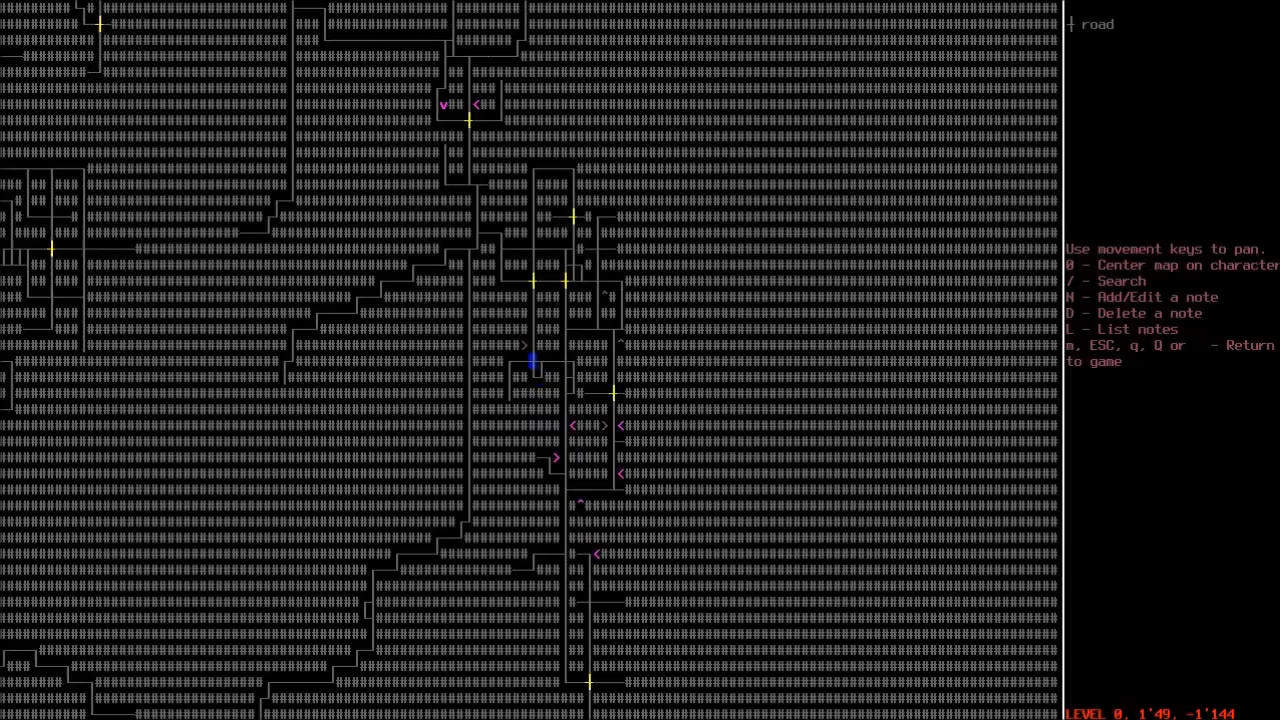 road
Use movement keys to pan.
0 - Center map on character
/ - Search
N - Add/Edit a note
D - Delete a note
L - List notes
m, ESC, q, Q or   - Return
to game
LEVEL 0, 1'49, -1'144